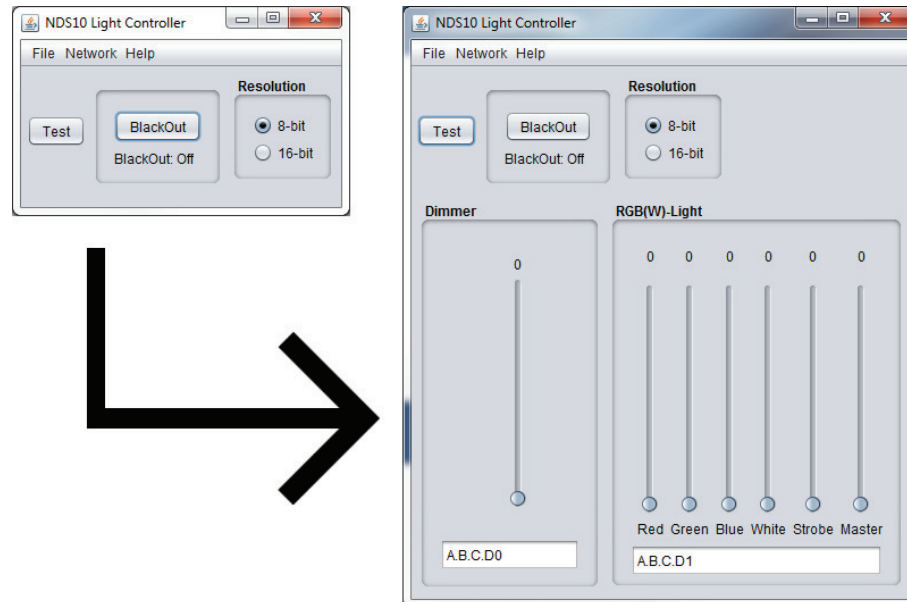 NDS10 Light Controller
File Network Help
Resolution
Test
BlackOut
8-bit
BlackOut: Off
16-bit
NDS10 Light Controller
File Network Help
Resolution
Test
BlackOut
8-bit
BlackOut: Off
16-bit
Dimmer
0
A.B.C.D0
RGB(W)-Light
0 0 0 0 0 0
Red Green Blue White Strobe Master
A.B.C.D1